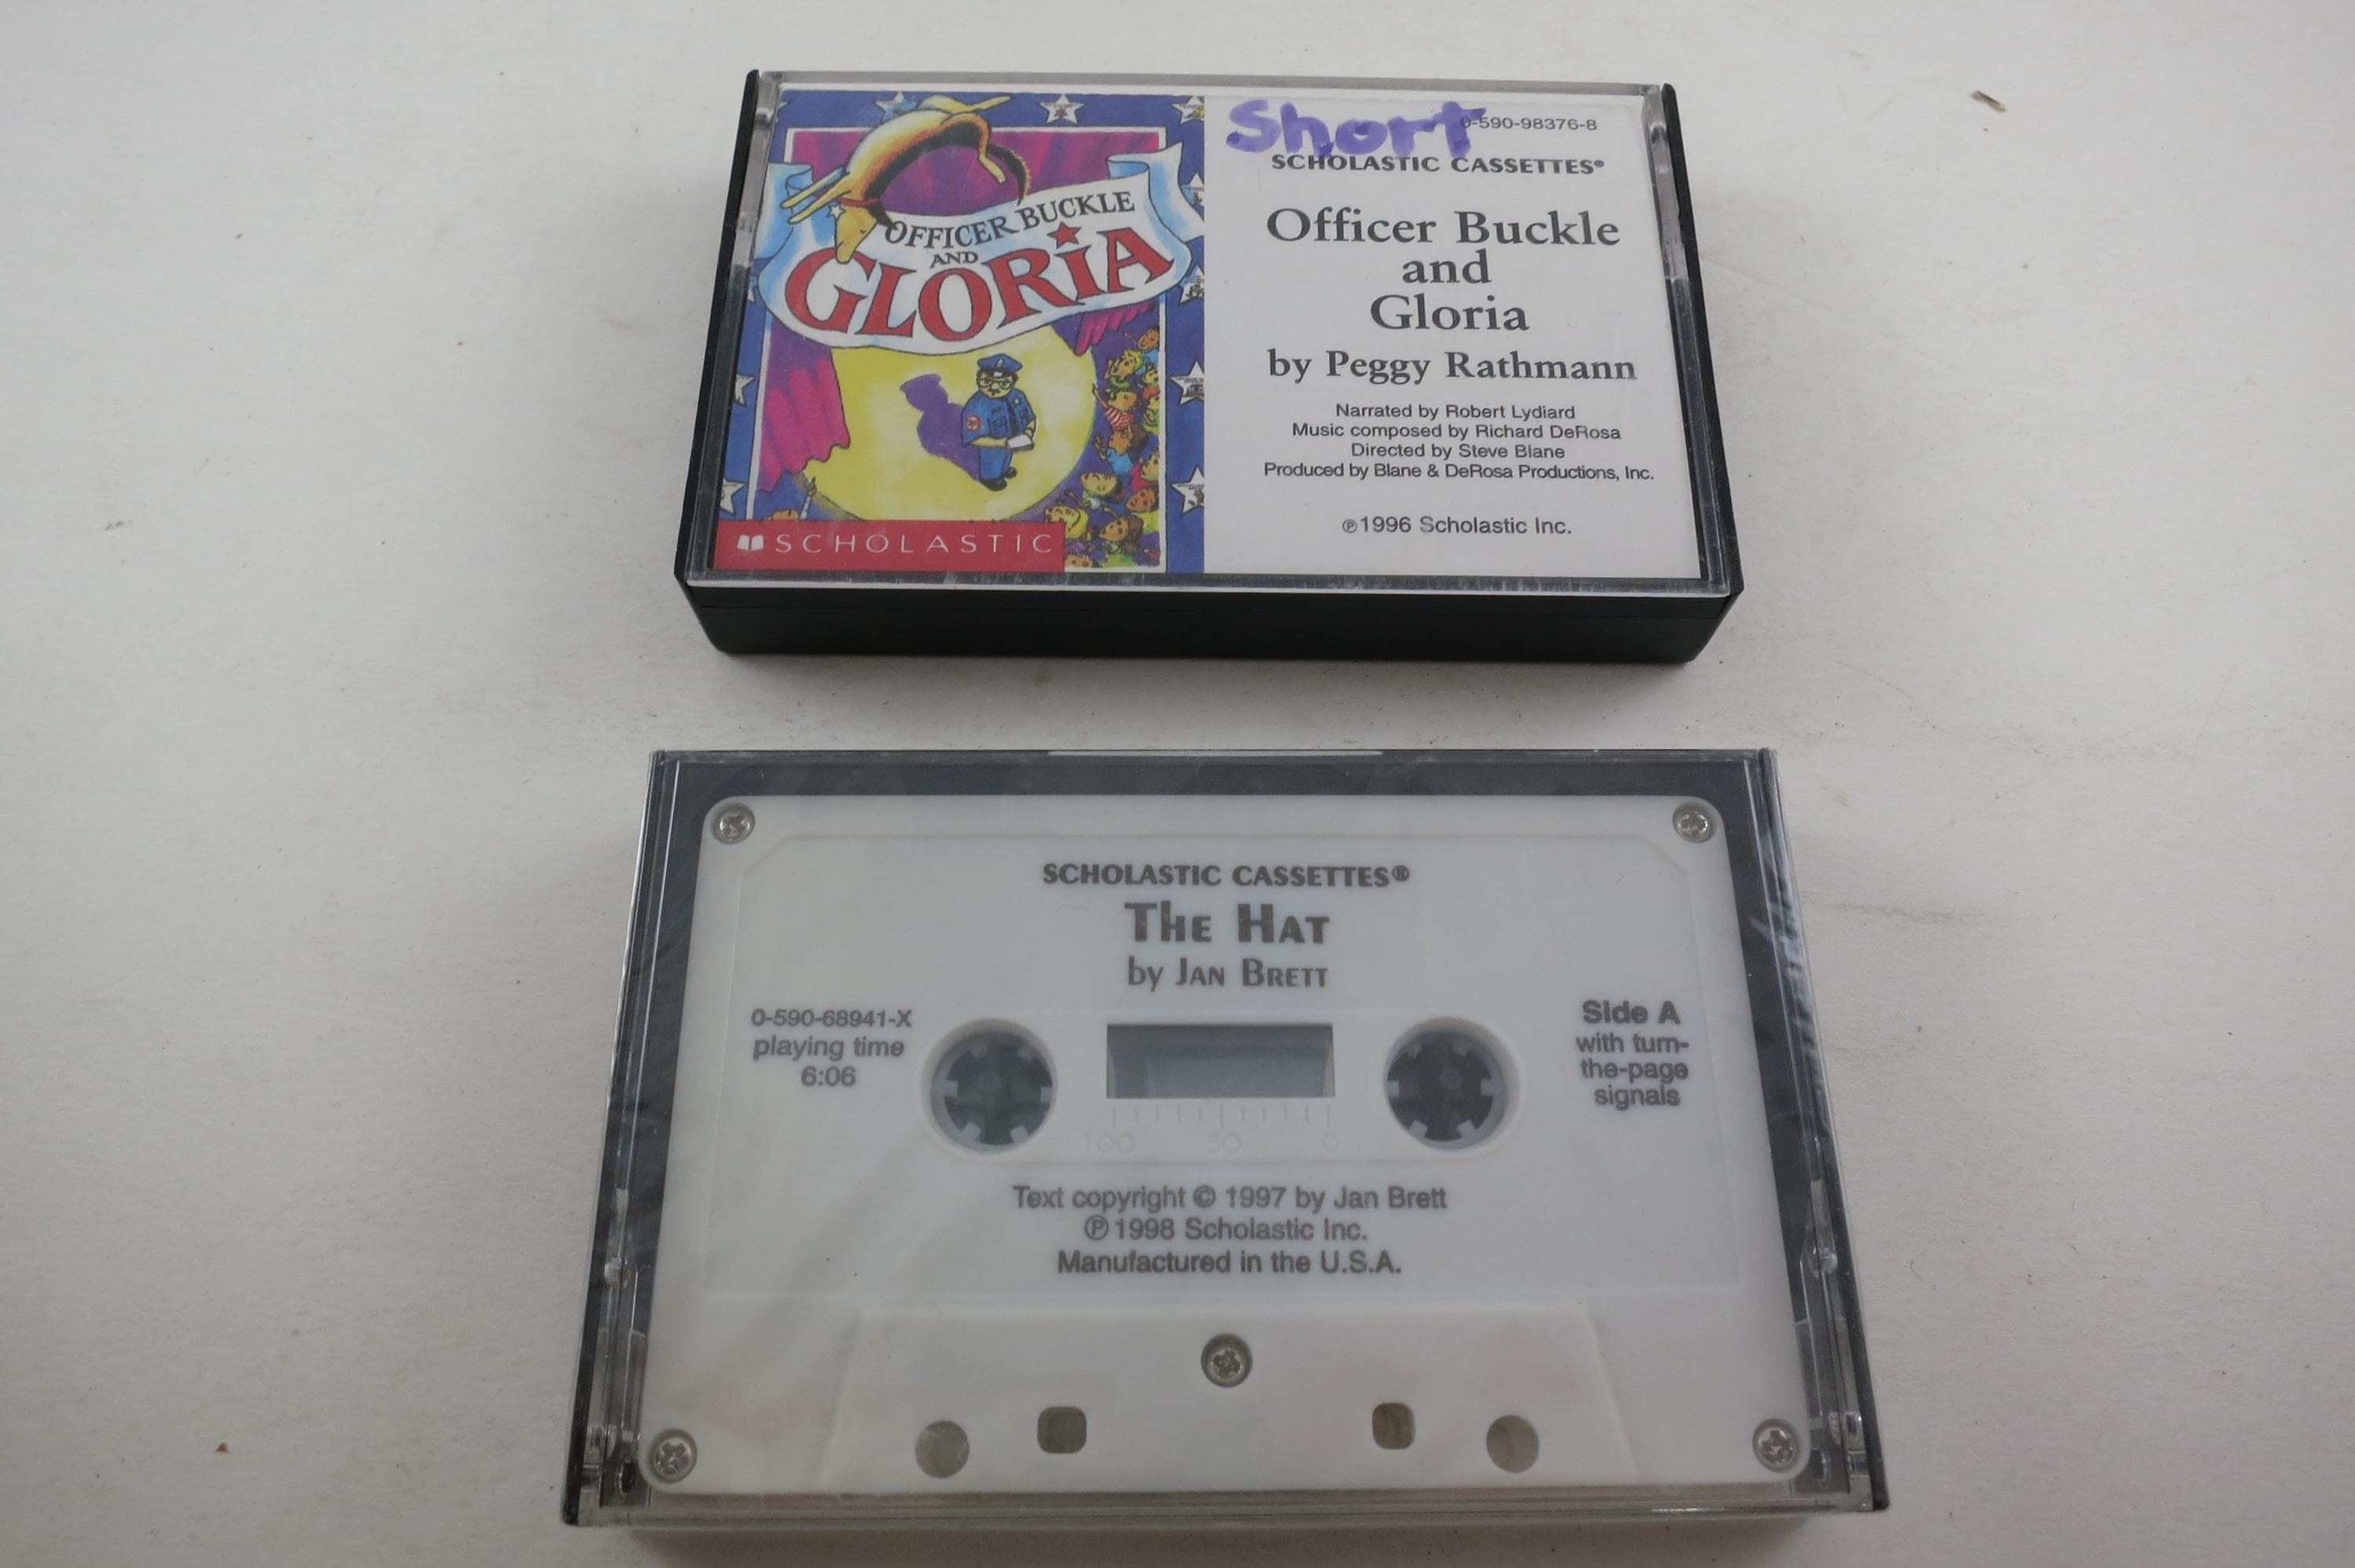 OFFICER BUCKLE
AND
GLORIA
SCHOLASTIC
Short
0-590-98376-8
SCHOLASTIC CASSETTES®
Officer Buckle
and
Gloria
by Peggy Rathmann
Narrated by Robert Lydiard
Music composed by Richard DeRosa
Directed by Steve Blane
Produced by Blane & DeRosa Productions, Inc.
℗1996 Scholastic Inc.
SCHOLASTIC CASSETTES®
The Hat
by Jan Brett
0-590-68941-X
playing time
6:06
Side A
with turn-
the-page
signals
100 50 0
Text copyright © 1997 by Jan Brett
℗1998 Scholastic Inc.
Manufactured in the U.S.A.